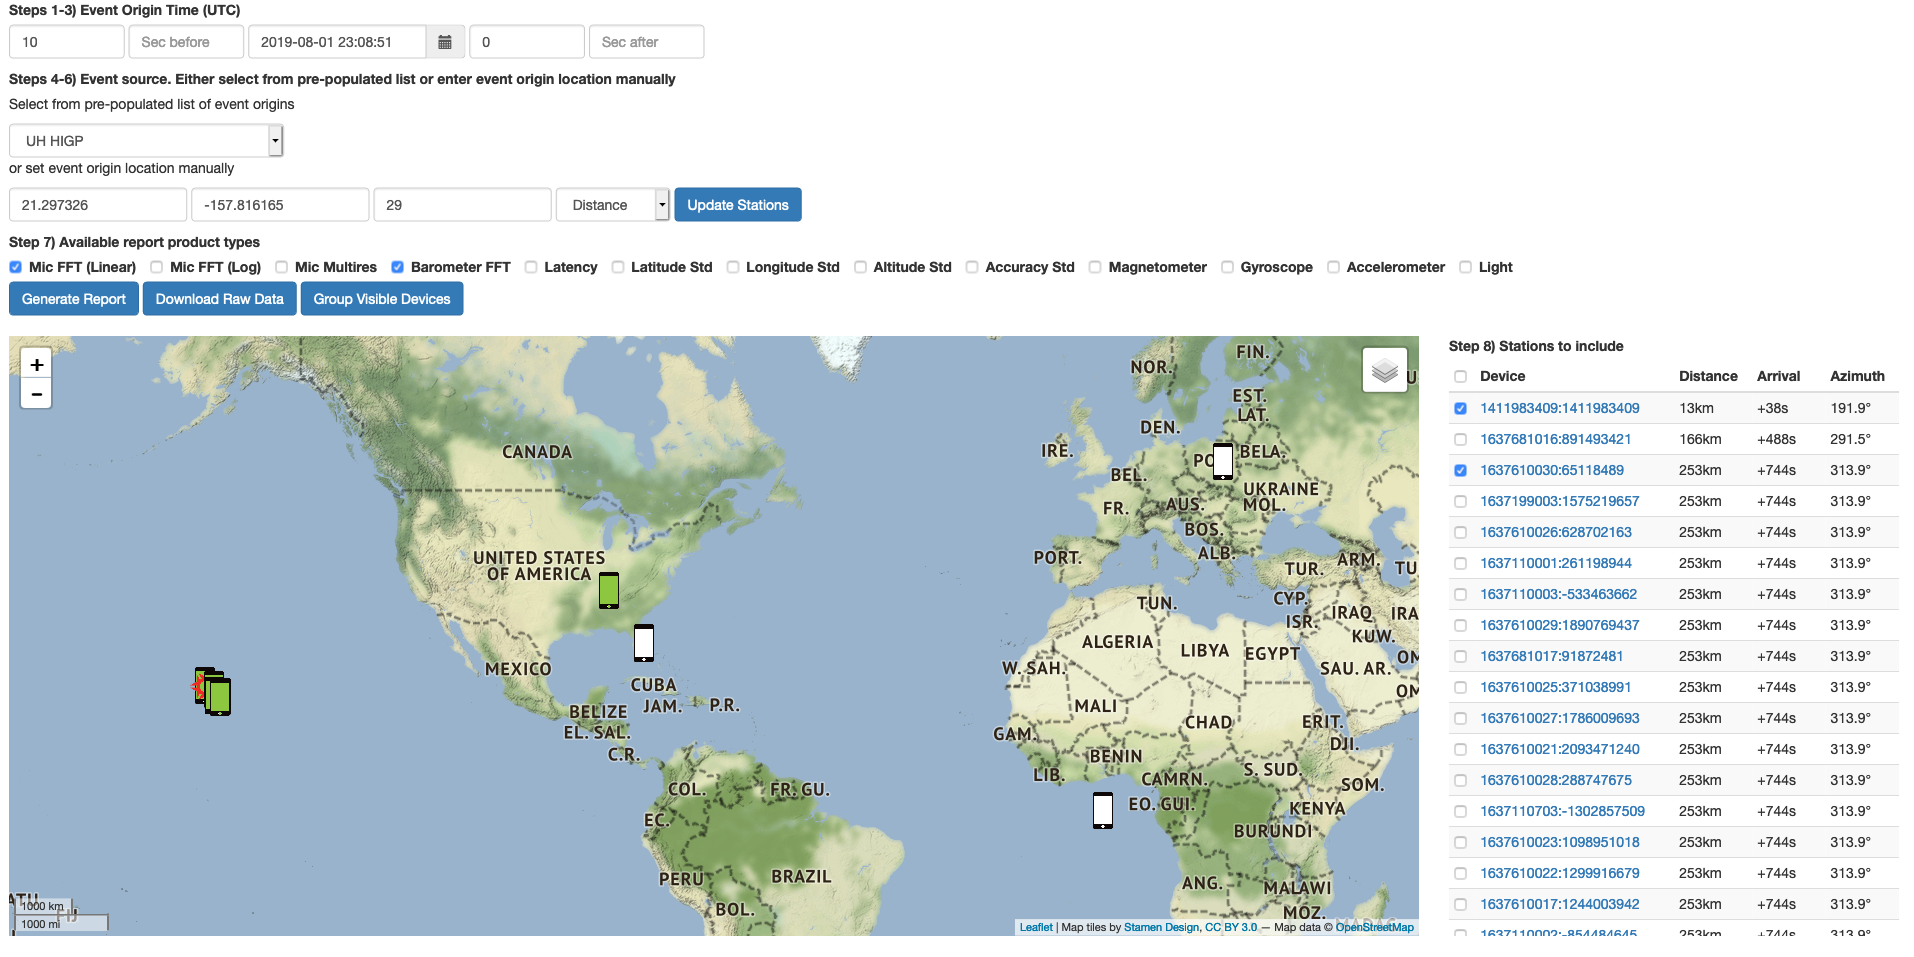 Steps 1-3) Event Origin Time (UTC)
10 Sec before 2019-08-01 23:08:51 0 Sec after
Steps 4-6) Event source. Either select from pre-populated list or enter event origin location manually
Select from pre-populated list of event origins
UH HIGP
or set event origin location manually
21.297326 -157.816165 29 Distance Update Stations
Step 7) Available report product types
Mic FFT (Linear) Mic FFT (Log) Mic Multires Barometer FFT Latency Latitude Std Longitude Std Altitude Std Accuracy Std Magnetometer Gyroscope Accelerometer Light
Generate Report Download Raw Data Group Visible Devices
+
−
NOR.
FIN.
EST.
LAT.
DEN.
IRE.
BELA.
BEL.
UKRAINE
FR.
AUS.
MOL.
BOS.
PORT.
ALB.
TUR.
ARM.
TU
CANADA
UNITED STATES
OF AMERICA
MEXICO
CUBA
JAM.
P.R.
BELIZE
EL. SAL.
C.R.
COL.
FR. GU.
EC.
PERU
BRAZIL
BOL.
TUN.
CYP.
ISR.
IRAQ
IRA
KUW.
ALGERIA
LIBYA
EGYPT
W. SAH.
SAU. AR.
OM
OM
MALI
CHAD
ERIT.
DJI.
GAM.
BENIN
LIB.
CAMRN.
S. SUD.
SOM.
EO. GUI.
KENYA
BURUNDI
ANG.
MALAWI
MOZ.
FIJ
1000 km
1000 mi
Leaflet | Map tiles by Stamen Design, CC BY 3.0 — Map data © OpenStreetMap
Step 8) Stations to include
Device Distance Arrival Azimuth
1411983409:1411983409 13km +38s 191.9°
1637681016:891493421 166km +488s 291.5°
1637610030:65118489 253km +744s 313.9°
1637199003:1575219657 253km +744s 313.9°
1637610026:628702163 253km +744s 313.9°
1637110001:261198944 253km +744s 313.9°
1637110003:-533463662 253km +744s 313.9°
1637610029:1890769437 253km +744s 313.9°
1637681017:91872481 253km +744s 313.9°
1637610025:371038991 253km +744s 313.9°
1637610027:1786009693 253km +744s 313.9°
1637610021:2093471240 253km +744s 313.9°
1637610028:288747675 253km +744s 313.9°
1637110703:-1302857509 253km +744s 313.9°
1637610023:1098951018 253km +744s 313.9°
1637610022:1299916679 253km +744s 313.9°
1637610017:1244003942 253km +744s 313.9°
1637110002:-854484645 253km +744s 313.9°